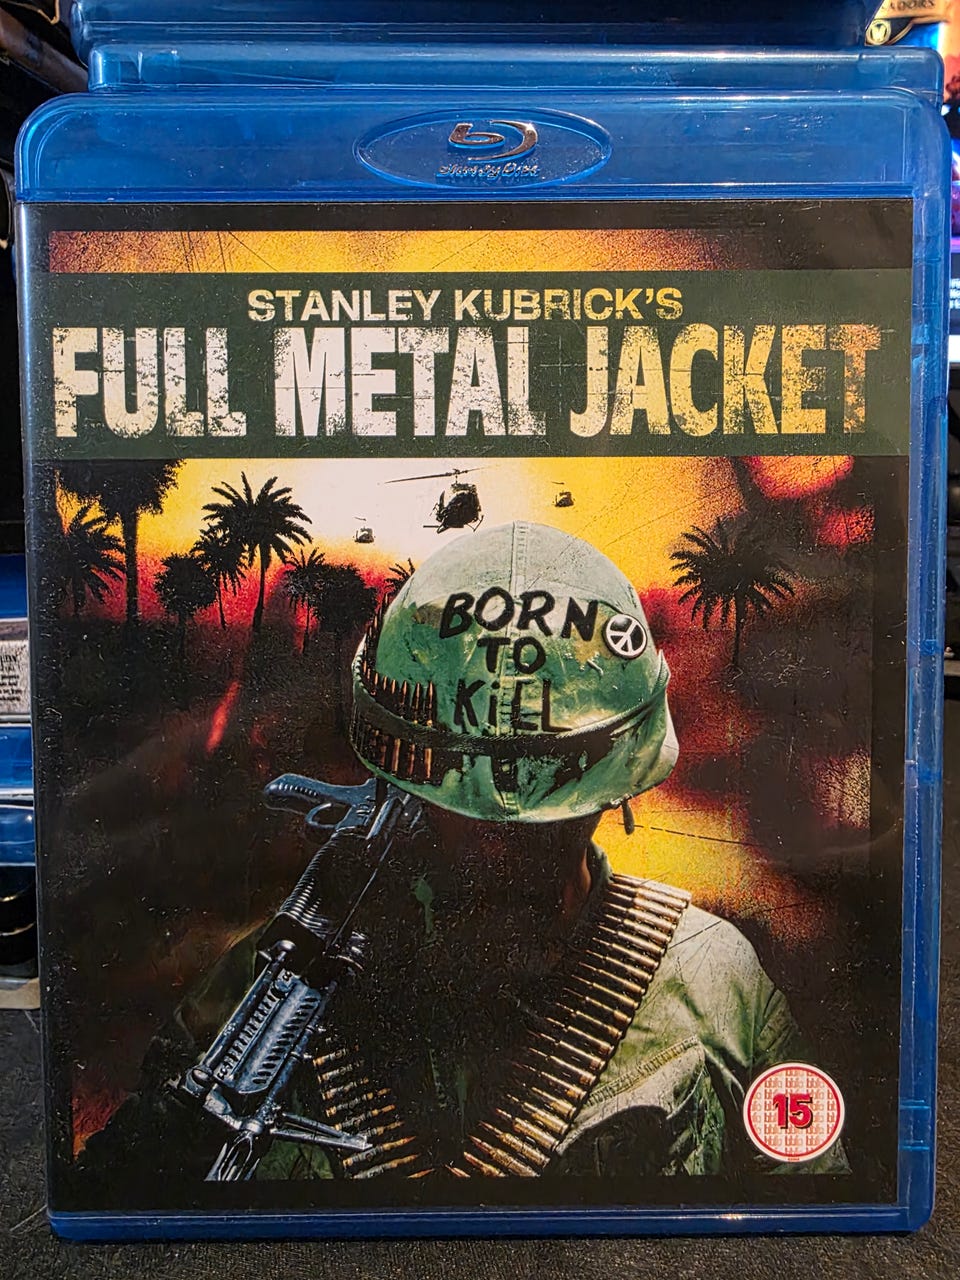 Blu-ray Disc
STANLEY KUBRICK'S
FULL METAL JACKET
BORN
TO
KiLL
15